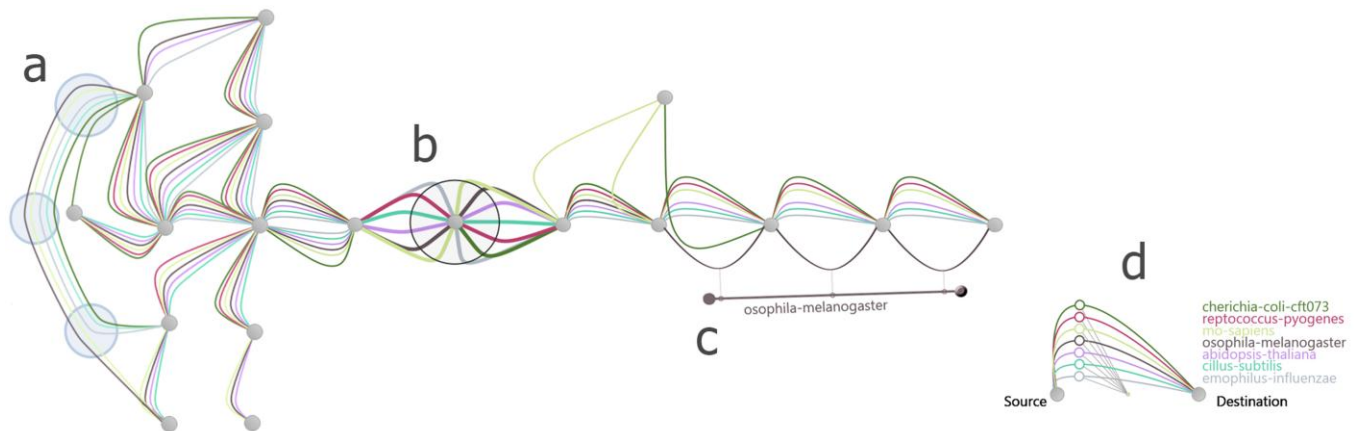 a
b
c
d
osophila-melanogaster
cherichia-coli-cft073
reptococcus-pyogenes
mo-sapiens
osophila-melanogaster
abidopsis-thaliana
cillus-subtilis
emophilus-influenzae
Source
Destination